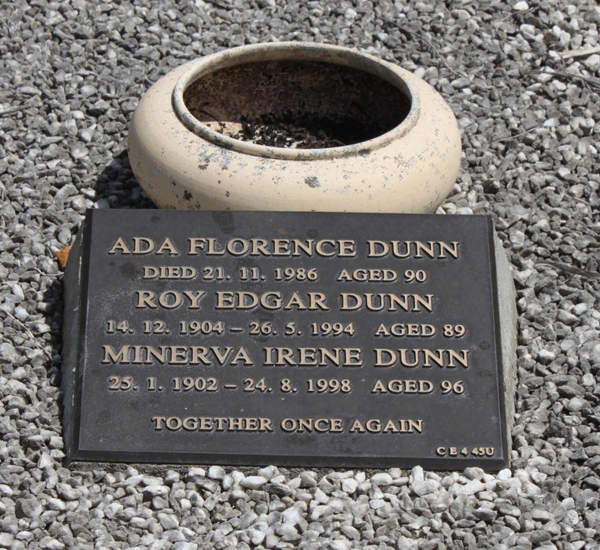 ADA FLORENCE DUNN
DIED 21. 11. 1986 AGED 90
ROY EDGAR DUNN
14. 12. 1904 – 26. 5. 1994 AGED 89
MINERVA IRENE DUNN
25. 1. 1902 – 24. 8. 1998 AGED 96
TOGETHER ONCE AGAIN
C E 4 45U